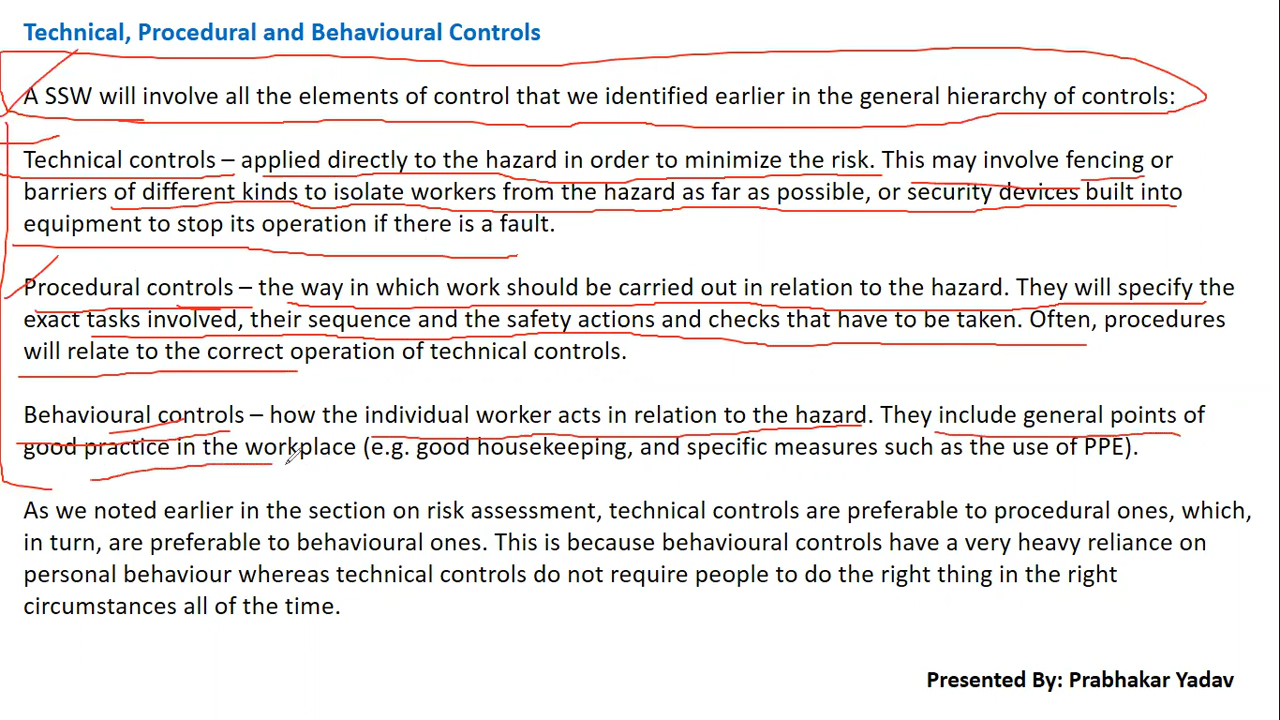 Technical, Procedural and Behavioural Controls
A SSW will involve all the elements of control that we identified earlier in the general hierarchy of controls:
Technical controls – applied directly to the hazard in order to minimize the risk. This may involve fencing or
barriers of different kinds to isolate workers from the hazard as far as possible, or security devices built into
equipment to stop its operation if there is a fault.
Procedural controls – the way in which work should be carried out in relation to the hazard. They will specify the
exact tasks involved, their sequence and the safety actions and checks that have to be taken. Often, procedures
will relate to the correct operation of technical controls.
Behavioural controls – how the individual worker acts in relation to the hazard. They include general points of
good practice in the workplace (e.g. good housekeeping, and specific measures such as the use of PPE).
As we noted earlier in the section on risk assessment, technical controls are preferable to procedural ones, which,
in turn, are preferable to behavioural ones. This is because behavioural controls have a very heavy reliance on
personal behaviour whereas technical controls do not require people to do the right thing in the right
circumstances all of the time.
Presented By: Prabhakar Yadav